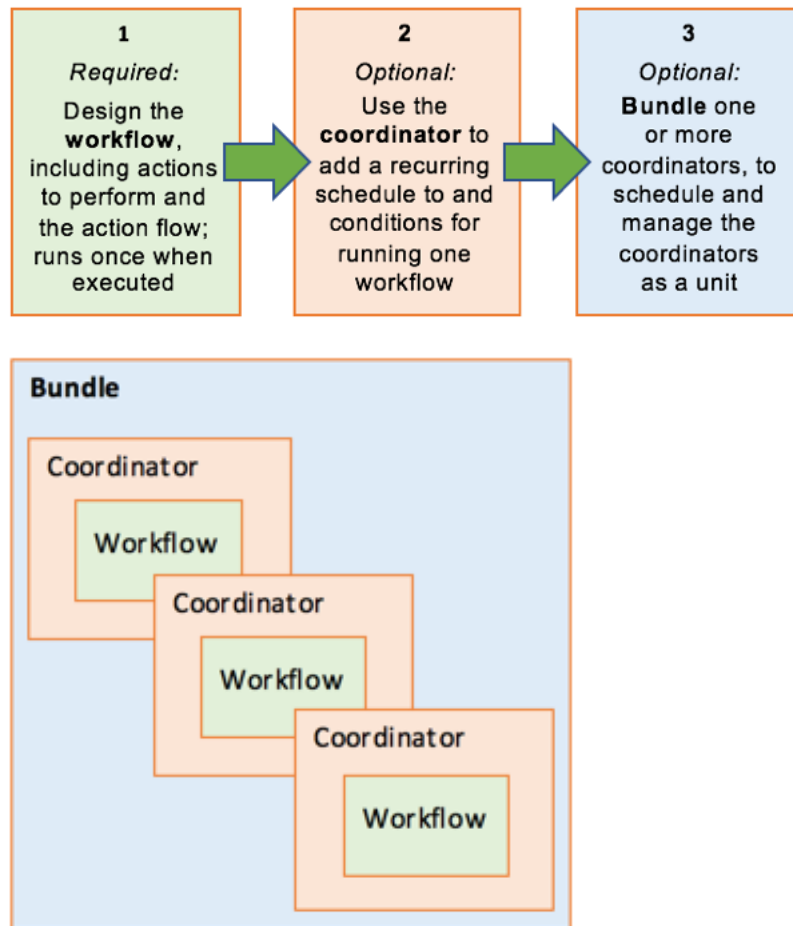 1
Required:
Design the
workflow,
including actions
to perform and
the action flow;
runs once when
executed
2
Optional:
Use the
coordinator to
add a recurring
schedule to and
conditions for
running one
workflow
3
Optional:
Bundle one
or more
coordinators, to
schedule and
manage the
coordinators
as a unit
Bundle
Coordinator
Workflow
Coordinator
Workflow
Coordinator
Workflow